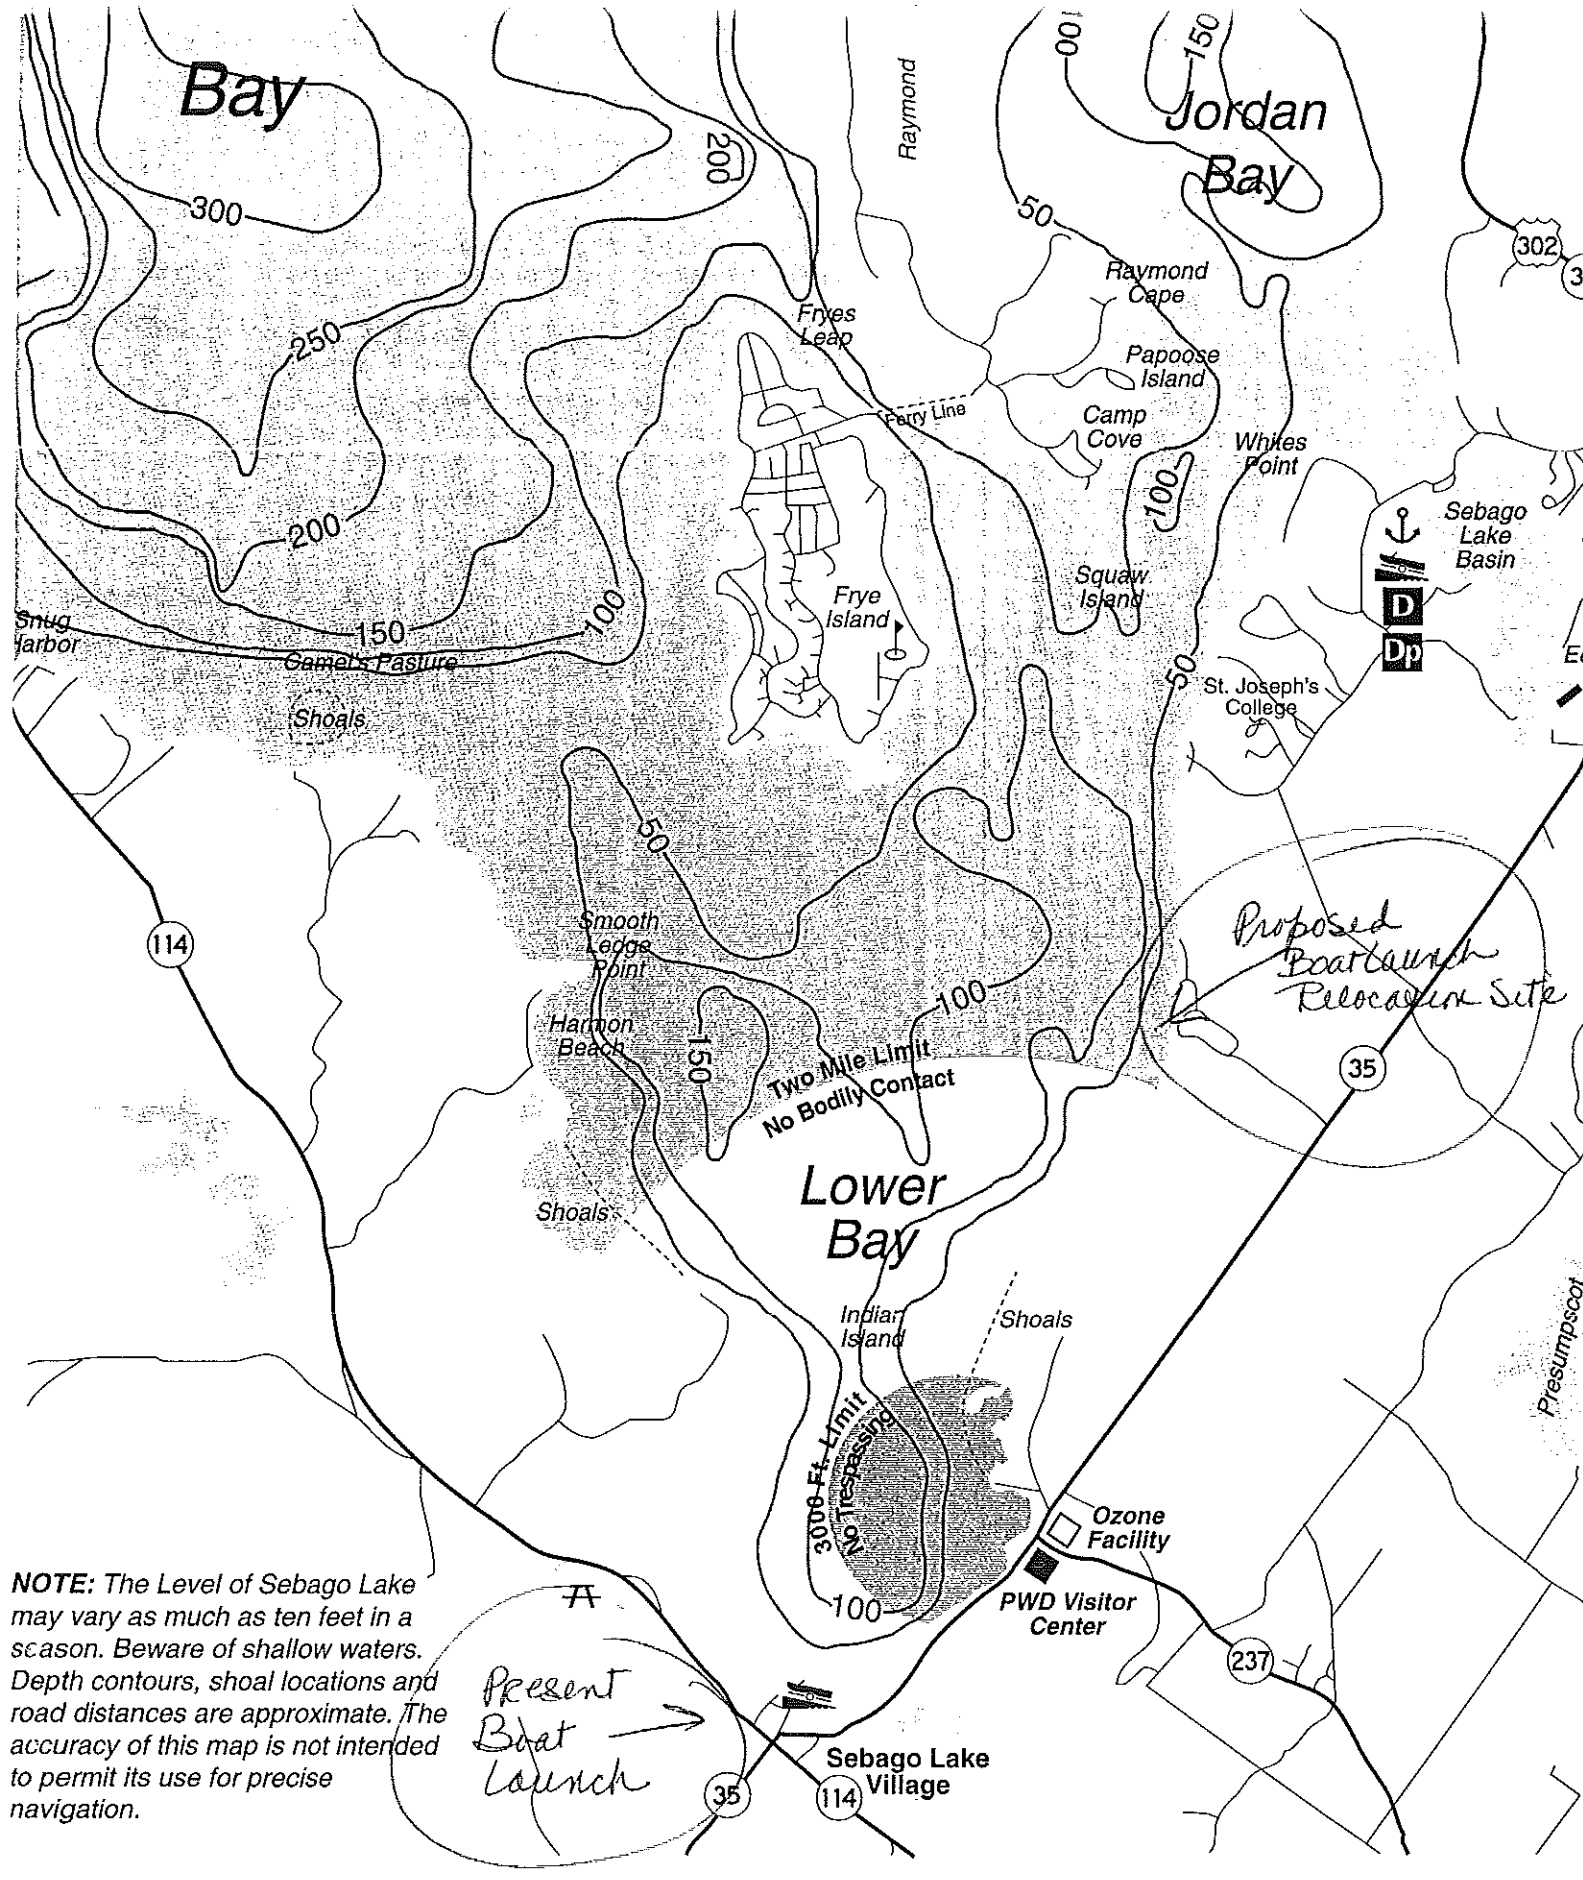 Bay
300
200
Raymond
100
150
Jordan
Bay
50
302
Raymond
Cape
Fryes
Leap
250
Papoose
Island
Ferry Line
Camp
Cove
Whites
Point
100
200
Sebago
Lake
Basin
D
Dp
Squaw
Island
Frye
Island
Snug
Harbor
150
100
Camel's Pasture
Shoals
50
St. Joseph's
College
50
114
Smooth
Ledge
Point
Proposed
Boat Launch
Relocation Site
100
Harmon
Beach
150
Two Mile Limit
No Bodily Contact
35
Lower
Bay
Shoals
Indian
Island
Shoals
Presumpscot
3000 Ft. Limit
No Trespassing
Ozone
Facility
PWD Visitor
Center
100
237
NOTE: The Level of Sebago Lake
may vary as much as ten feet in a
season. Beware of shallow waters.
Depth contours, shoal locations and
road distances are approximate. The
accuracy of this map is not intended
to permit its use for precise
navigation.
Present
Boat
Launch
Sebago Lake
Village
35
114